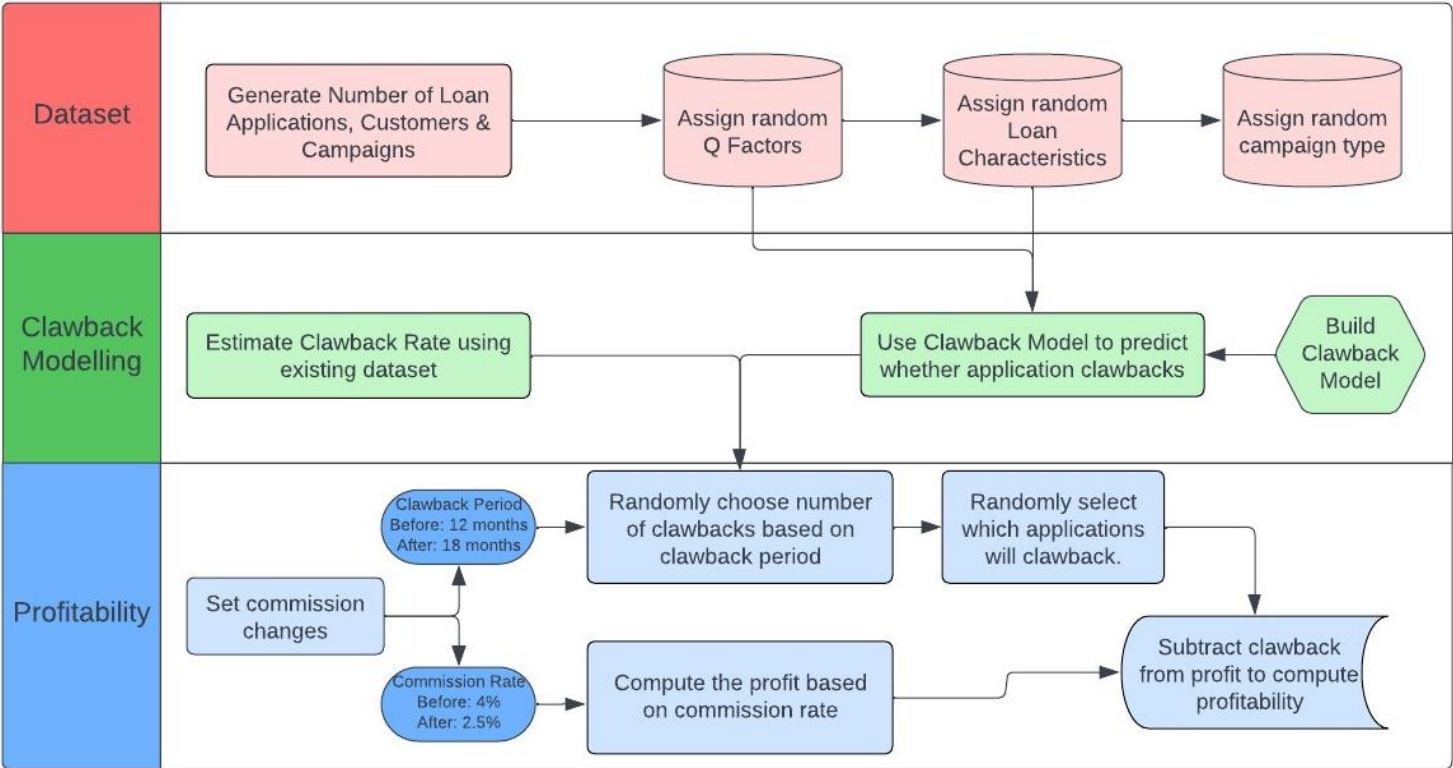 Dataset
Generate Number of Loan
Applications, Customers &
Campaigns
Assign random
Q Factors
Assign random
Loan
Characteristics
Assign random
campaign type
Clawback
Modelling
Estimate Clawback Rate using
existing dataset
Use Clawback Model to predict
whether application clawbacks
Build
Clawback
Model
Profitability
Set commission
changes
Clawback Period
Before: 12 months
After: 18 months
Randomly choose number
of clawbacks based on
clawback period
Randomly select
which applications
will clawback.
Commission Rate
Before: 4%
After: 2.5%
Compute the profit based
on commission rate
Subtract clawback
from profit to compute
profitability